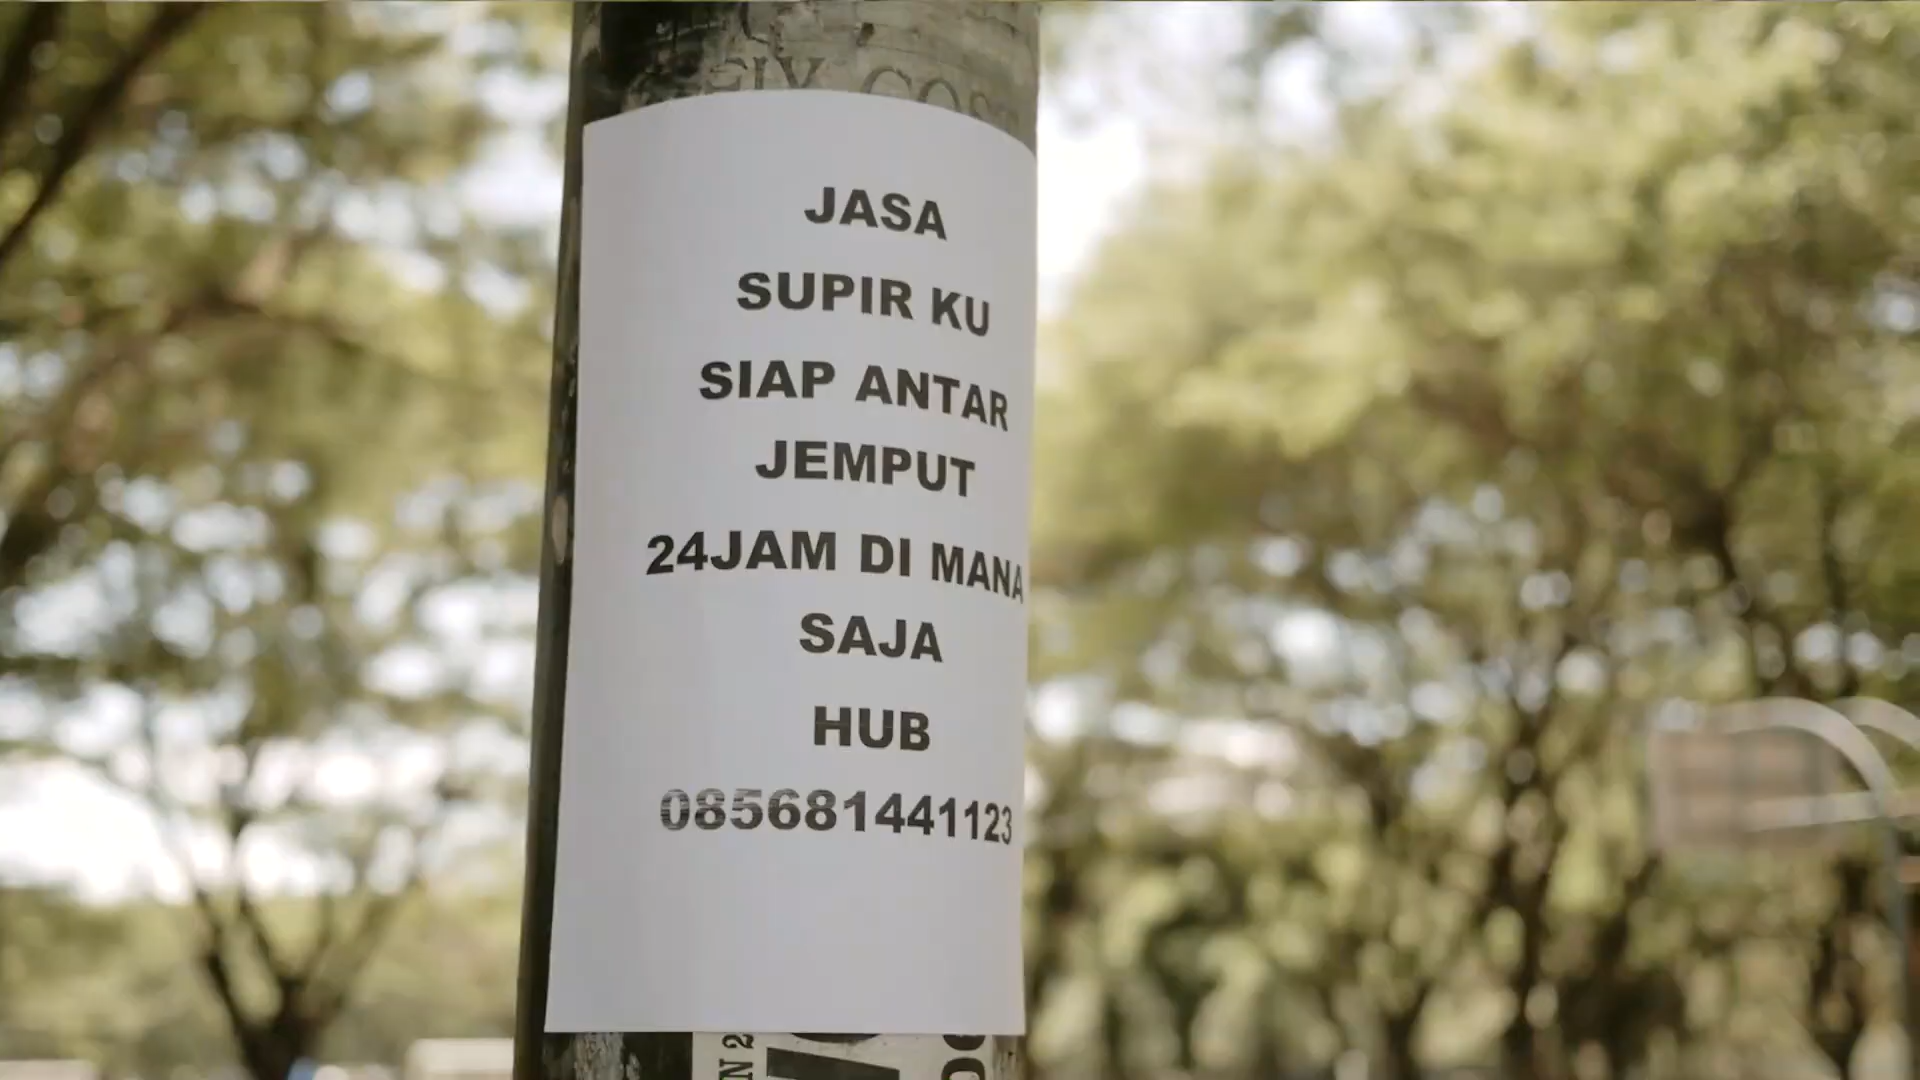 JASA
SUPIR KU
SIAP ANTAR
JEMPUT
24JAM DI MANA
SAJA
HUB
085681441123